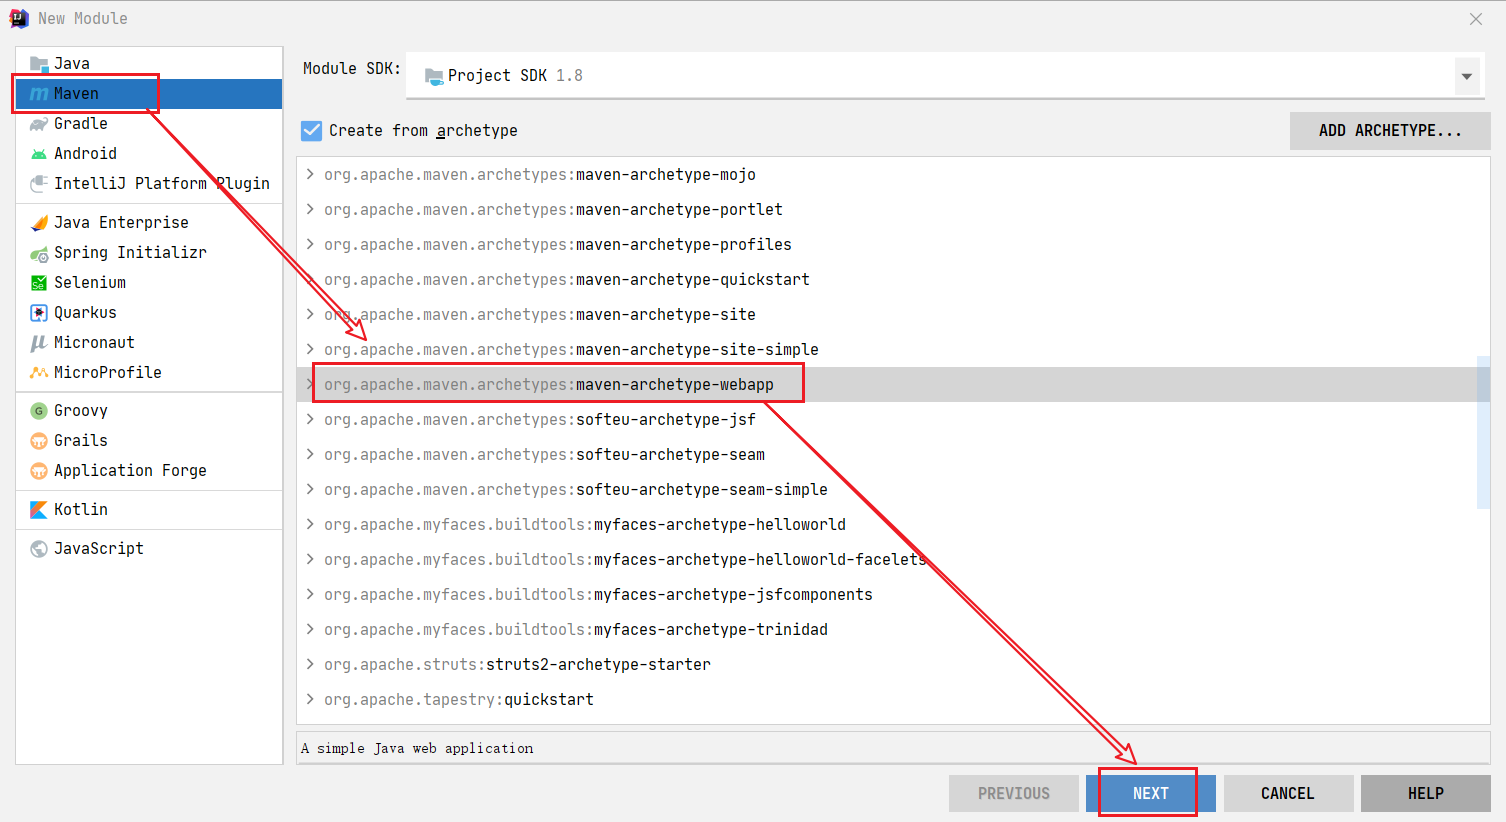 New Module
Java
Maven
Gradle
Android
IntelliJ Platform Plugin
Java Enterprise
Spring Initializr
Selenium
Quarkus
Micronaut
MicroProfile
Groovy
Grails
Application Forge
Kotlin
JavaScript
Module SDK: Project SDK 1.8
Create from archetype
ADD ARCHETYPE...
org.apache.maven.archetypes:maven-archetype-mojo
org.apache.maven.archetypes:maven-archetype-portlet
org.apache.maven.archetypes:maven-archetype-profiles
org.apache.maven.archetypes:maven-archetype-quickstart
org.apache.maven.archetypes:maven-archetype-site
org.apache.maven.archetypes:maven-archetype-site-simple
org.apache.maven.archetypes:maven-archetype-webapp
org.apache.maven.archetypes:softeu-archetype-jsf
org.apache.maven.archetypes:softeu-archetype-seam
org.apache.maven.archetypes:softeu-archetype-seam-simple
org.apache.myfaces.buildtools:myfaces-archetype-helloworld
org.apache.myfaces.buildtools:myfaces-archetype-helloworld-facelets
org.apache.myfaces.buildtools:myfaces-archetype-jsfcomponents
org.apache.myfaces.buildtools:myfaces-archetype-trinidad
org.apache.struts:struts2-archetype-starter
org.apache.tapestry:quickstart
A simple Java web application
PREVIOUS NEXT CANCEL HELP